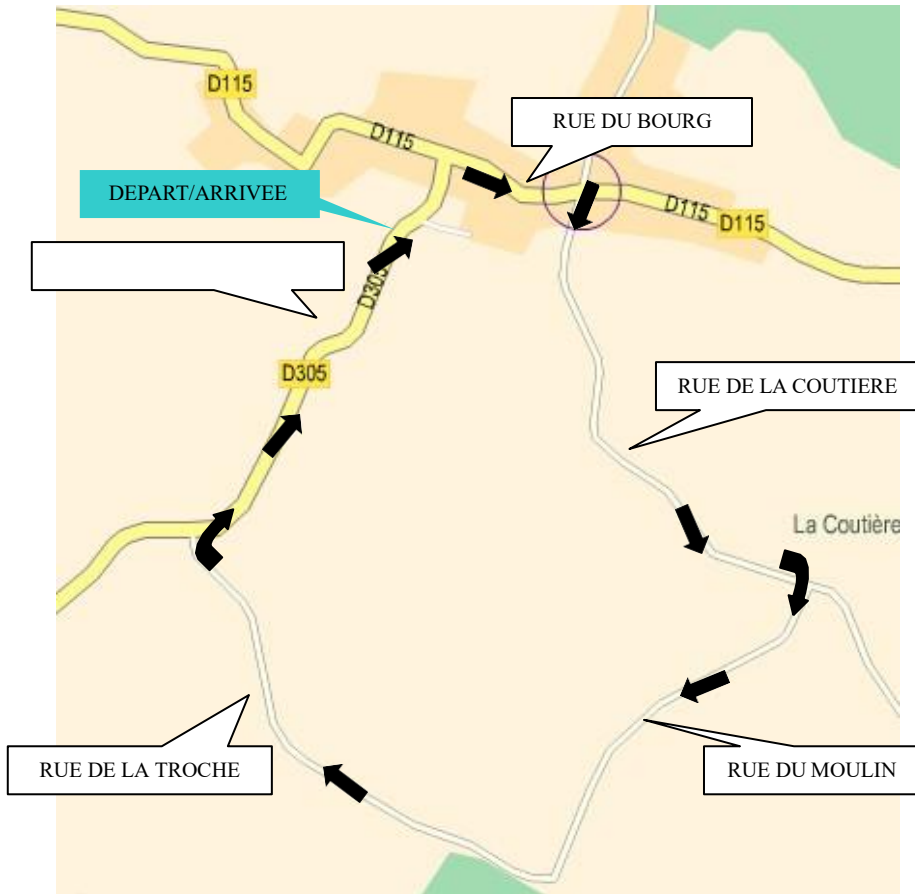 D115
RUE DU BOURG
D115
DEPART/ARRIVEE
D115
D115
D305
D305
RUE DE LA COUTIERE
La Coutière
RUE DE LA TROCHE
RUE DU MOULIN